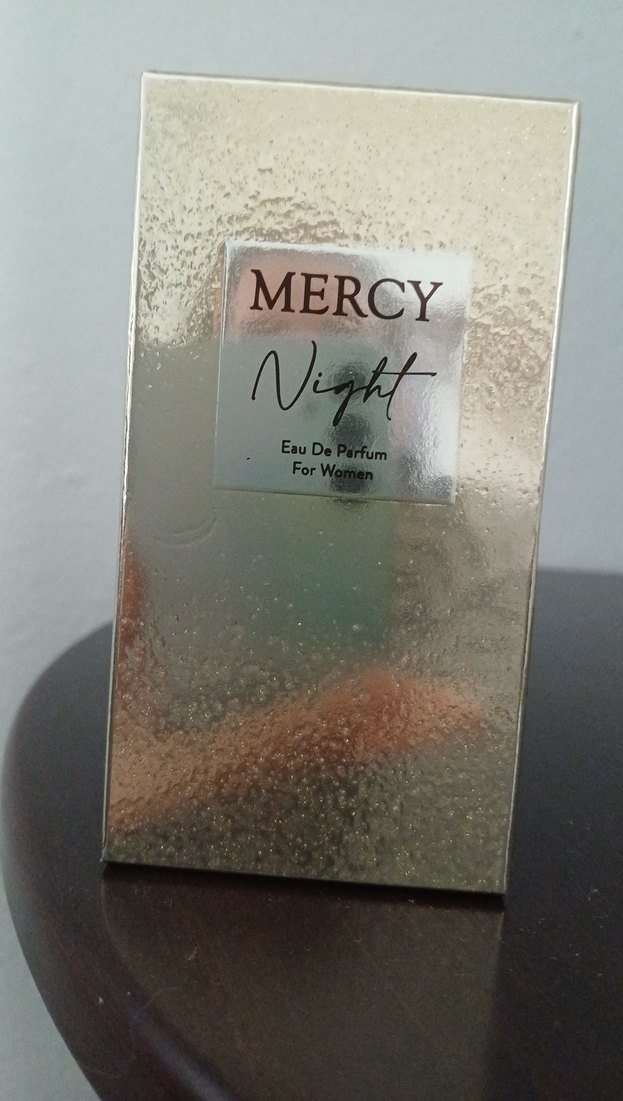 MERCY
Night
Eau De Parfum
For Women